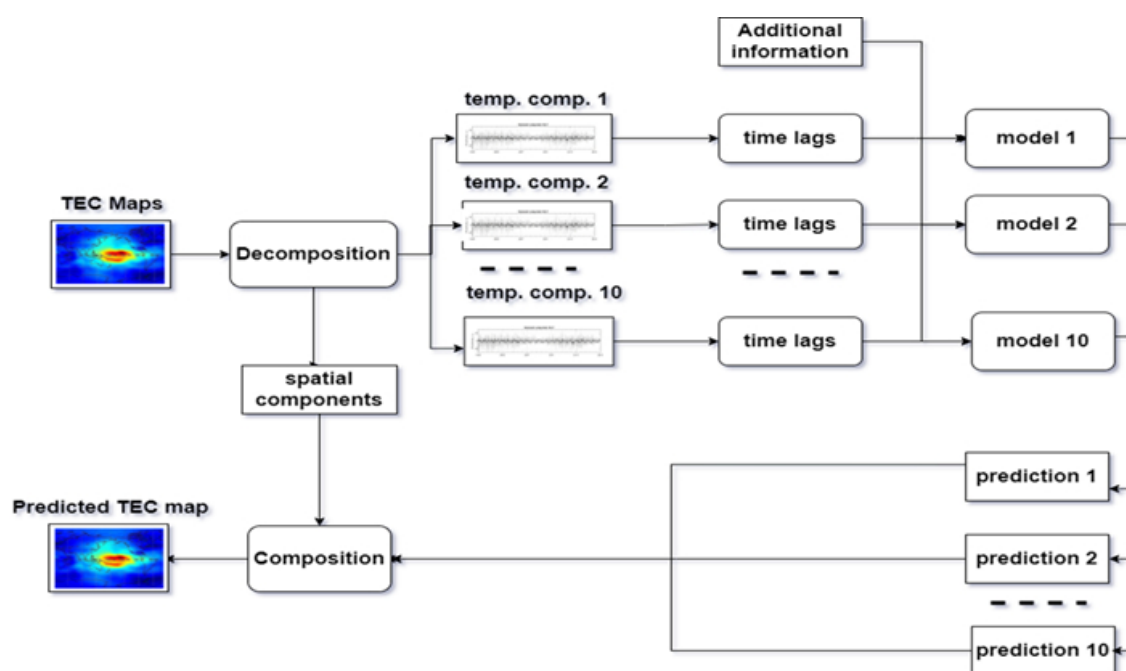 Additional
information
temp. comp. 1
time lags
model 1
temp. comp. 2
TEC Maps
Decomposition
time lags
model 2
temp. comp. 10
time lags
model 10
spatial
components
prediction 1
Predicted TEC map
Composition
prediction 2
prediction 10